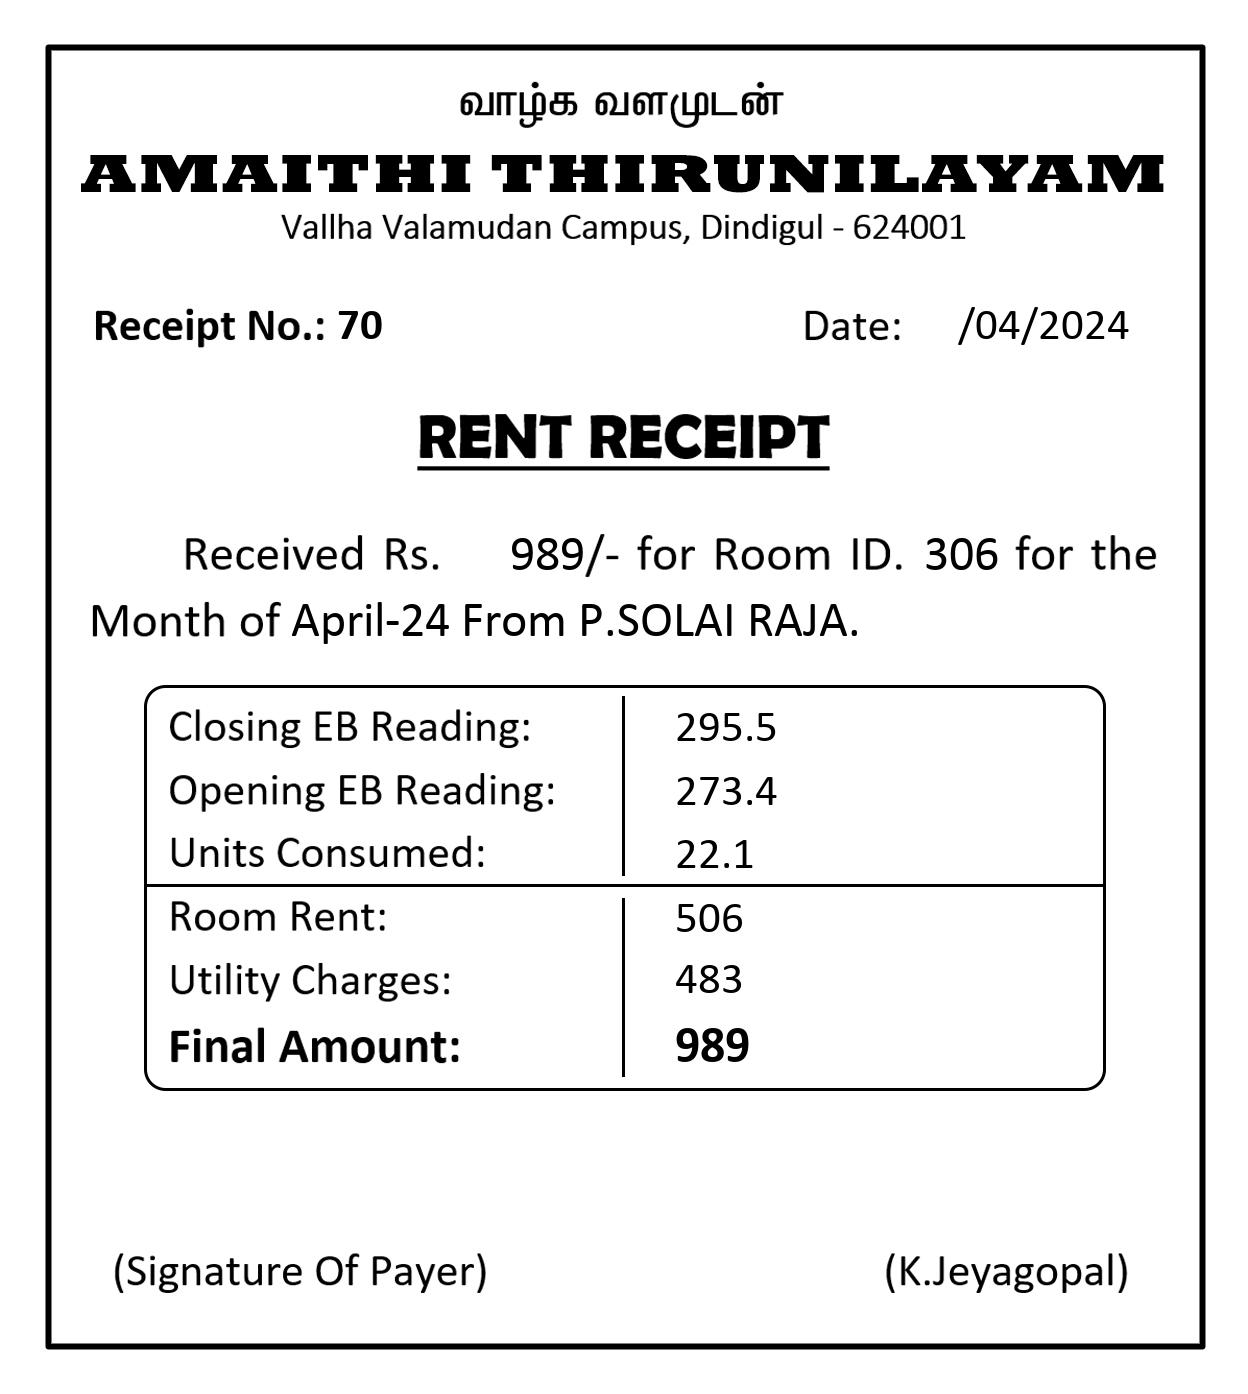 வாழ்க வளமுடன்
AMAITHI THIRUNILAYAM
Vallha Valamudan Campus, Dindigul - 624001
Receipt No.: 70 Date: /04/2024
RENT RECEIPT
Received Rs. 989/- for Room ID. 306 for the
Month of April-24 From P.SOLAI RAJA.
Closing EB Reading: 295.5
Opening EB Reading: 273.4
Units Consumed: 22.1
Room Rent: 506
Utility Charges: 483
Final Amount: 989
(Signature Of Payer) (K.Jeyagopal)